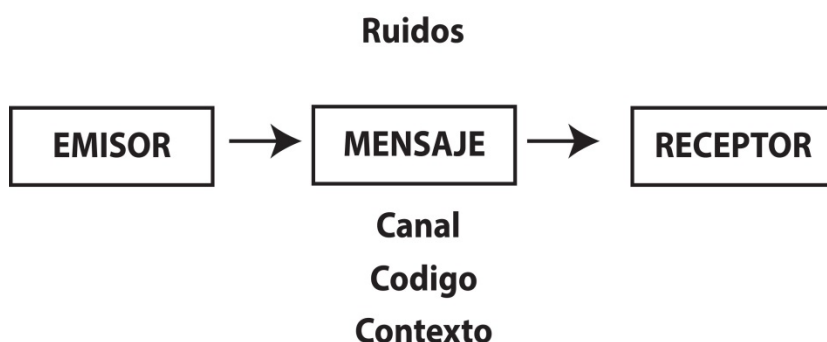 Ruidos
EMISOR MENSAJE RECEPTOR
Canal
Codigo
Contexto